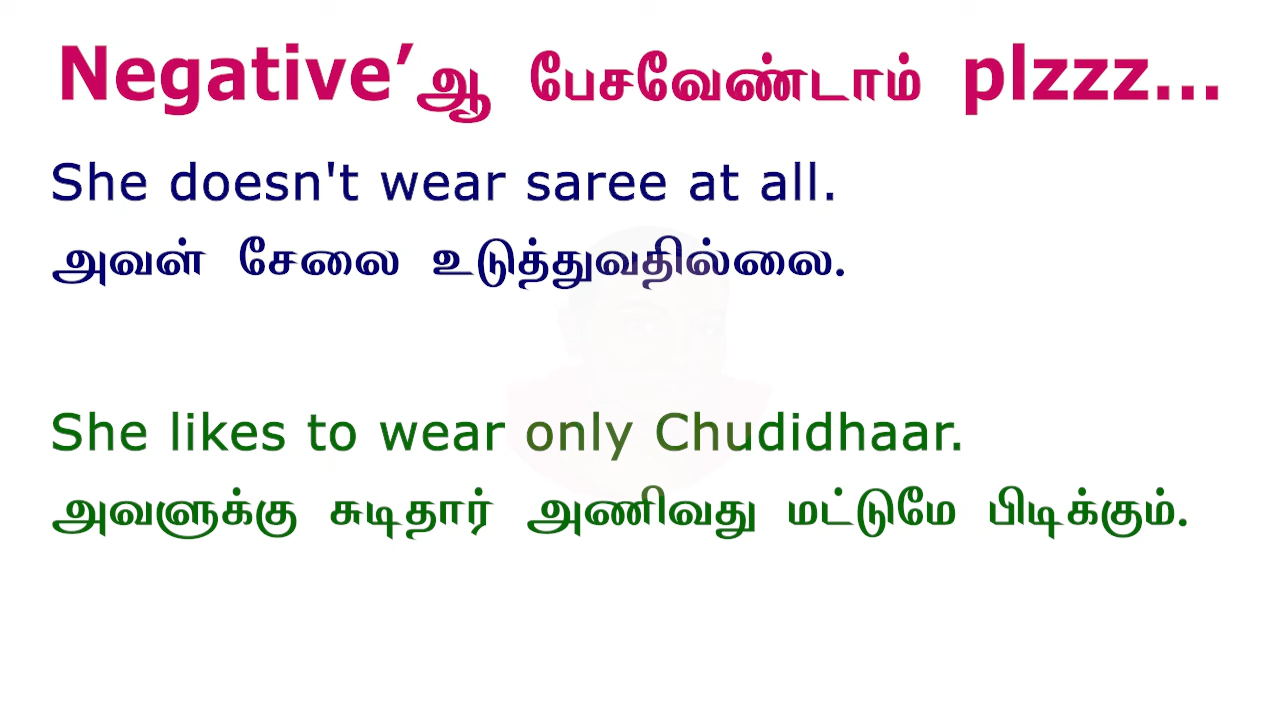 Negative’ஆ பேசவேண்டாம் plzzz...
She doesn't wear saree at all.
அவள் சேலை உடுத்துவதில்லை.
She likes to wear only Chudidhaar.
அவளுக்கு சுடிதார் அணிவது மட்டுமே பிடிக்கும்.